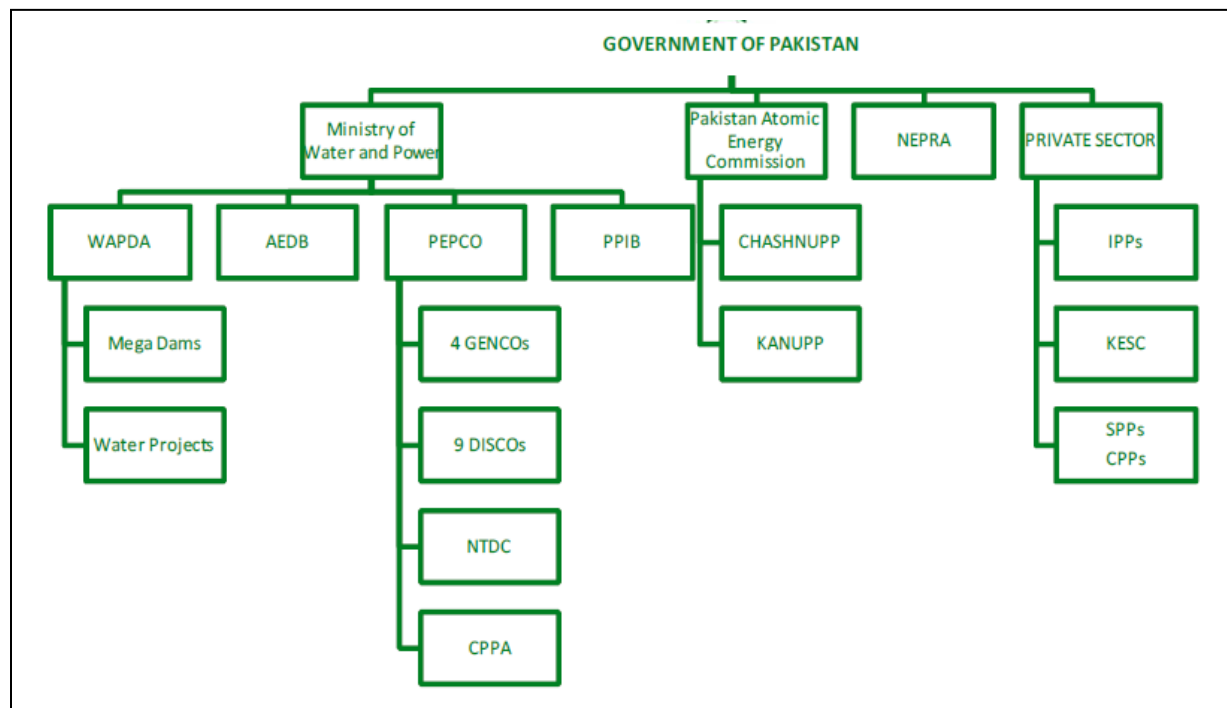 GOVERNMENT OF PAKISTAN
Ministry of
Water and Power
Pakistan Atomic
Energy
Commission
NEPRA
PRIVATE SECTOR
WAPDA
AEDB
PEPCO
PPIB
CHASHNUPP
IPPs
Mega Dams
4 GENCOs
KANUPP
KESC
Water Projects
9 DISCOs
SPPs
CPPs
NTDC
CPPA